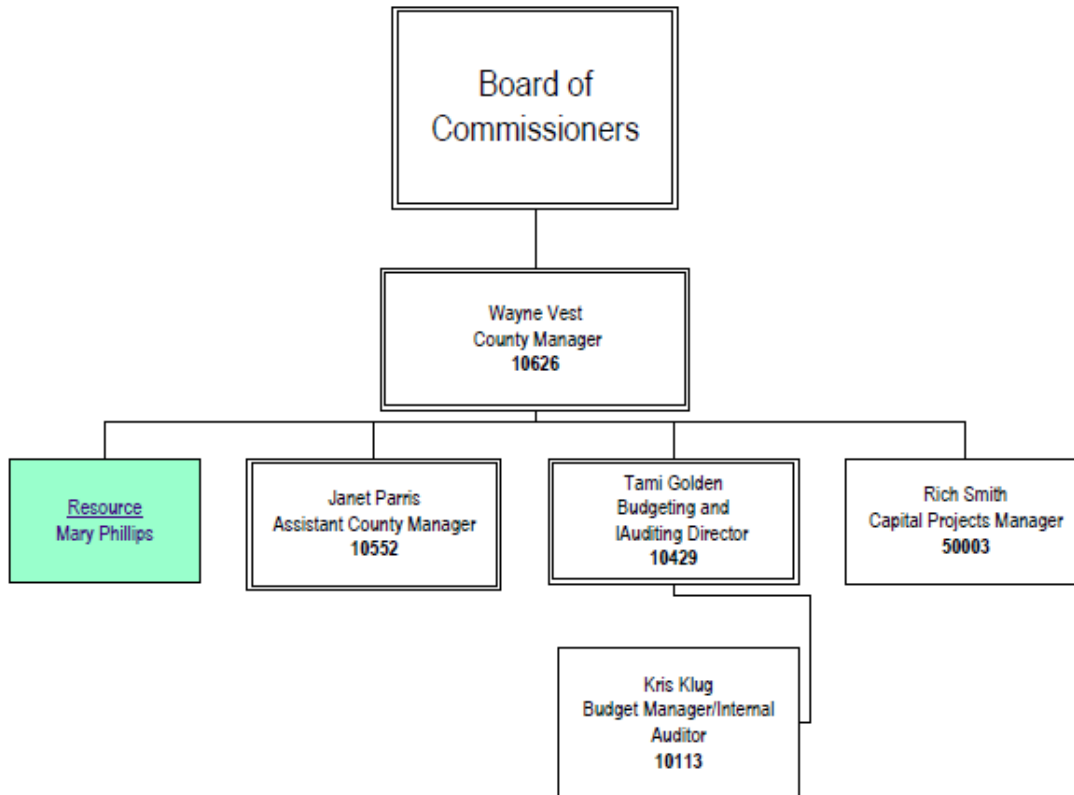 Board of
Commissioners
Wayne Vest
County Manager
10626
Resource
Mary Phillips
Janet Parris
Assistant County Manager
10552
Tami Golden
Budgeting and
IAuditing Director
10429
Rich Smith
Capital Projects Manager
50003
Kris Klug
Budget Manager/Internal
Auditor
10113